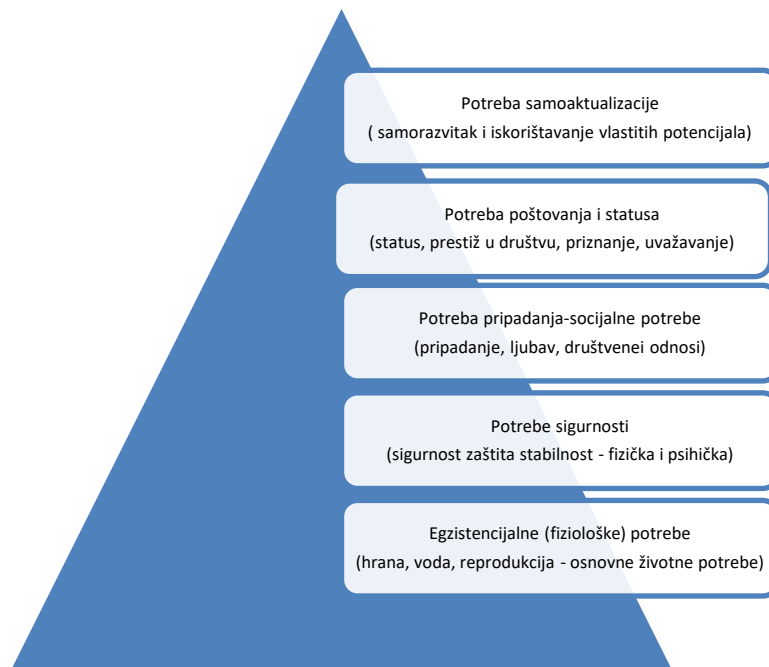 Potreba samoaktualizacije
( samorazvitak i iskorištavanje vlastitih potencijala)
Potreba poštovanja i statusa
(status, prestiž u društvu, priznanje, uvažavanje)
Potreba pripadanja-socijalne potrebe
(pripadanje, ljubav, društvenei odnosi)
Potrebe sigurnosti
(sigurnost zaštita stabilnost - fizička i psihička)
Egzistencijalne (fiziološke) potrebe
(hrana, voda, reprodukcija - osnovne životne potrebe)